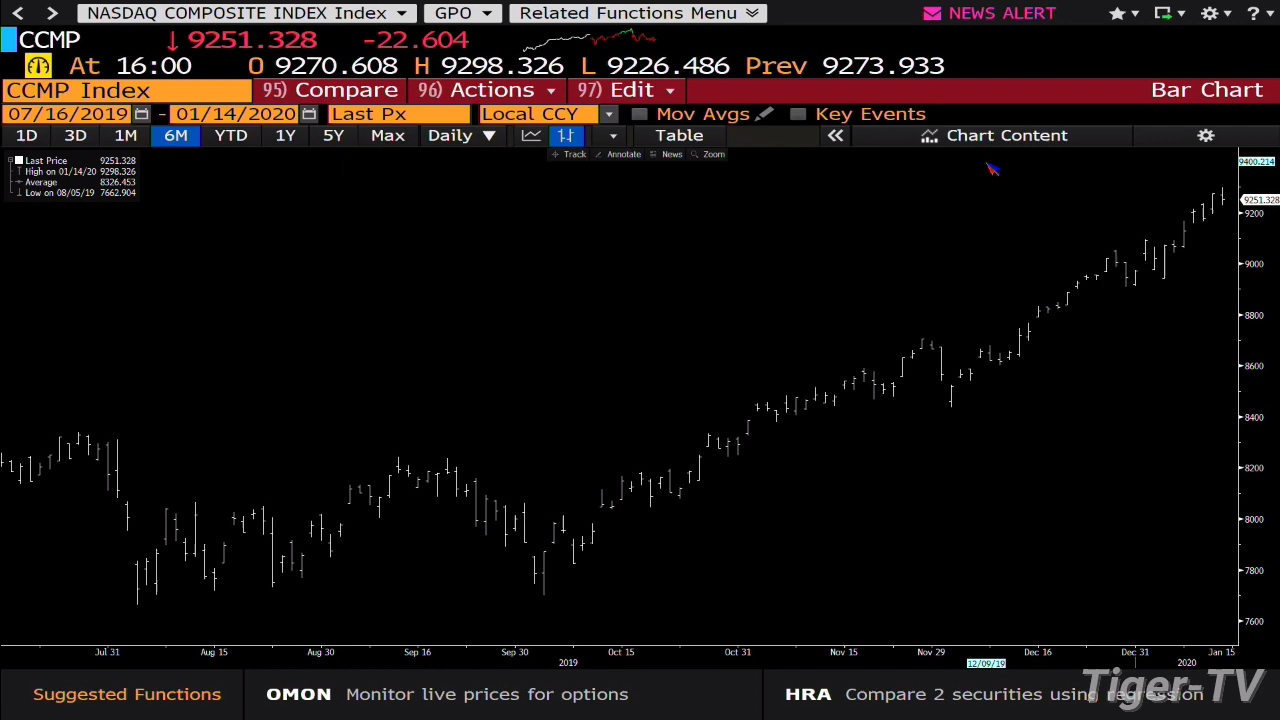 NASDAQ COMPOSITE INDEX Index GPO Related Functions Menu NEWS ALERT ?
CCMP ↓ 9251.328 -22.604
At 16:00 O 9270.608 H 9298.326 L 9226.486 Prev 9273.933
CCMP Index 95) Compare 96) Actions 97) Edit Bar Chart
07/16/2019 - 01/14/2020 Last Px Local CCY Mov Avgs Key Events
1D 3D 1M 6M YTD 1Y 5Y Max Daily ▼ Table « Chart Content
Track Annotate News Zoom
Last Price 9251.328
High on 01/14/20 9298.326
Average 8326.453
Low on 08/05/19 7662.904
9400.214
9251.328
9200
9000
8800
8600
8400
8200
8000
7800
7600
Jul 31 Aug 15 Aug 30 Sep 16 Sep 30 Oct 15 Oct 31 Nov 15 Nov 29 Dec 16 Dec 31 Jan 15
2019 12/09/19 2020
Suggested Functions OMON Monitor live prices for options HRA Compare 2 securities using regression
Tiger-TV